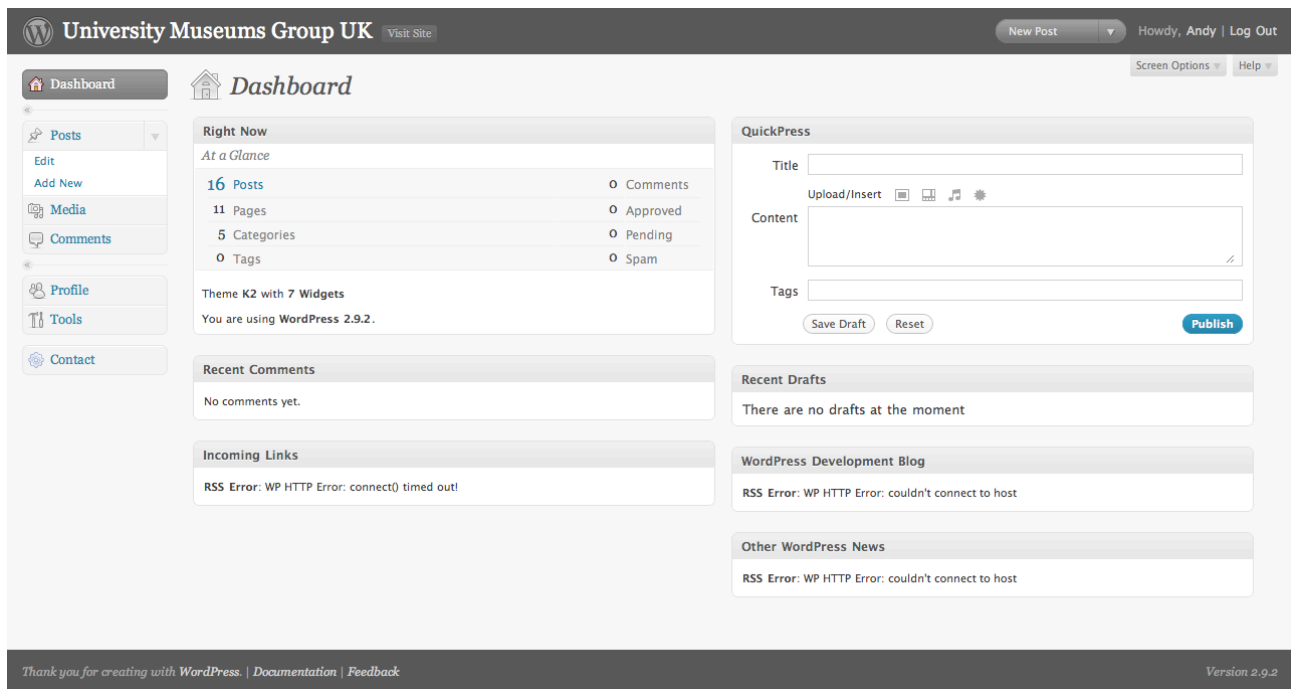 University Museums Group UK Visit Site
New Post
Howdy, Andy | Log Out
Screen Options
Help
Dashboard
Posts
Edit
Add New
Media
Comments
Profile
Tools
Contact
Dashboard
Right Now
At a Glance
16 Posts
0 Comments
11 Pages
0 Approved
5 Categories
0 Pending
0 Tags
0 Spam
Theme K2 with 7 Widgets
You are using WordPress 2.9.2.
Recent Comments
No comments yet.
Incoming Links
RSS Error: WP HTTP Error: connect() timed out!
QuickPress
Title
Upload/Insert
Content
Tags
Save Draft
Reset
Publish
Recent Drafts
There are no drafts at the moment
WordPress Development Blog
RSS Error: WP HTTP Error: couldn't connect to host
Other WordPress News
RSS Error: WP HTTP Error: couldn't connect to host
Thank you for creating with WordPress. | Documentation | Feedback
Version 2.9.2